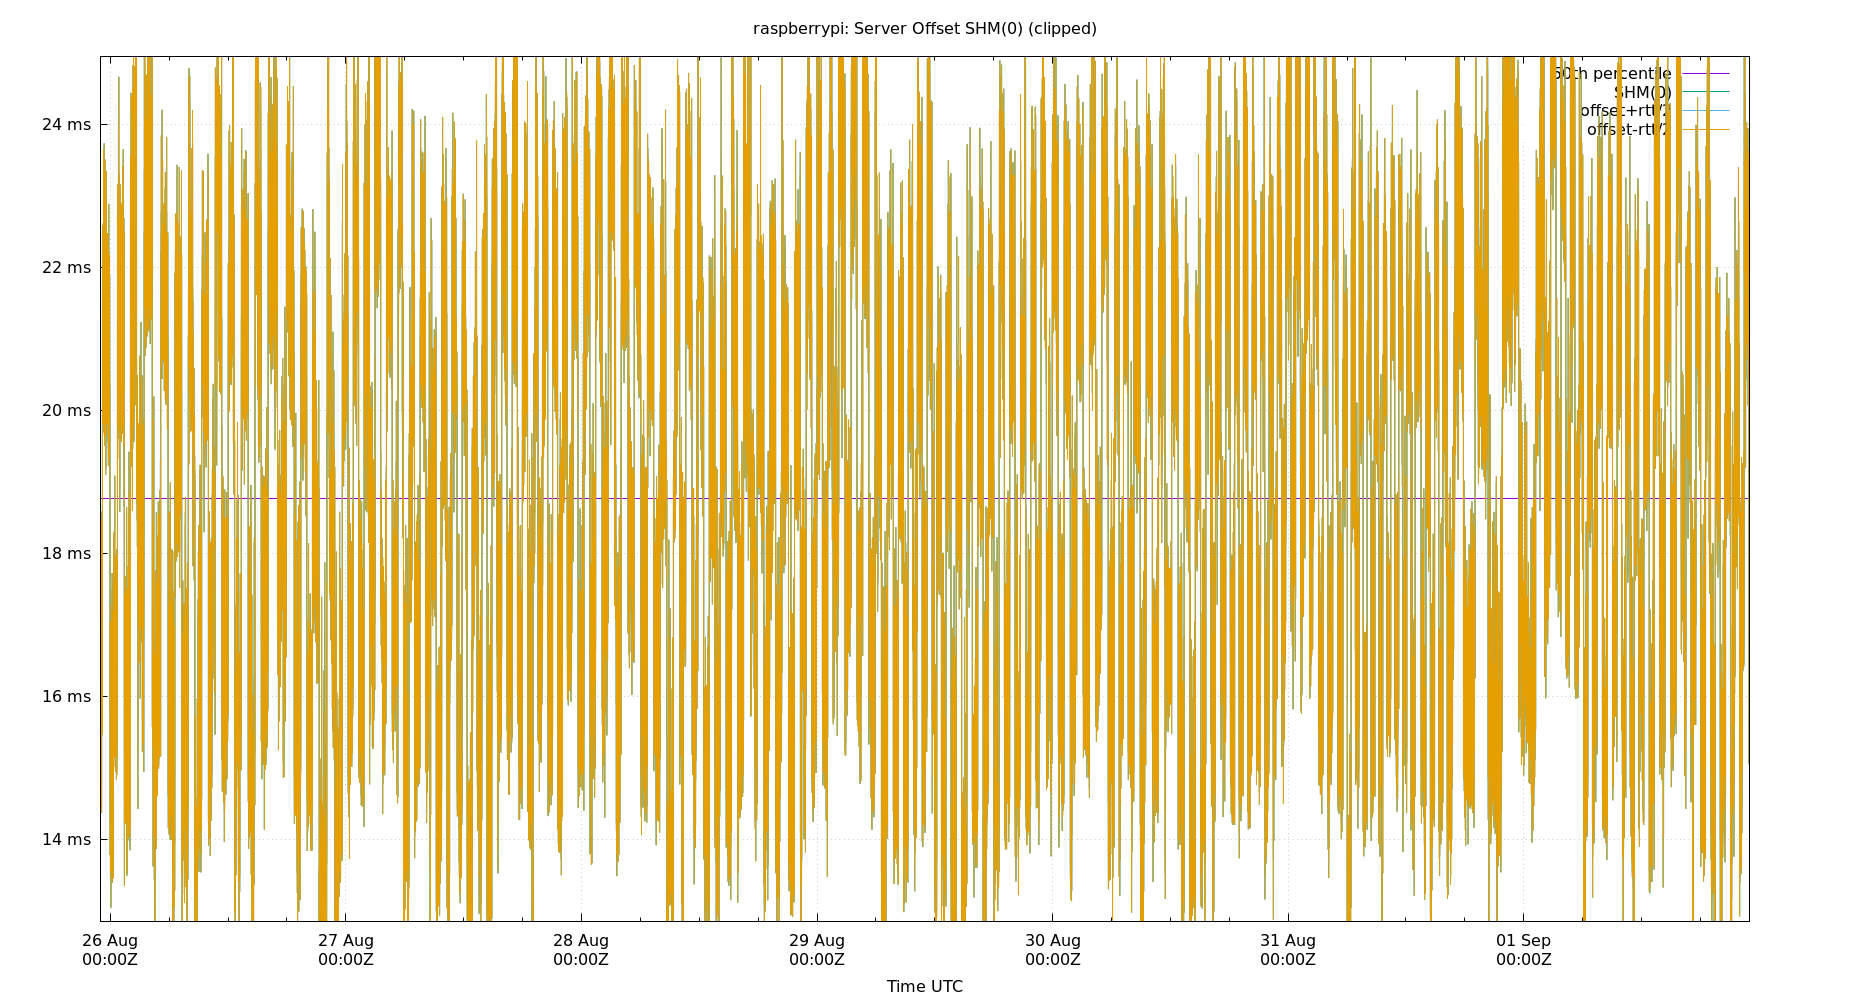 raspberrypi: Server Offset SHM(0) (clipped)
50th percentile
SHM(0)
offset+rtt/2
offset-rtt/2
24 ms
22 ms
20 ms
18 ms
16 ms
14 ms
26 Aug 27 Aug 28 Aug 29 Aug 30 Aug 31 Aug 01 Sep
00:00Z 00:00Z 00:00Z 00:00Z 00:00Z 00:00Z 00:00Z
Time UTC